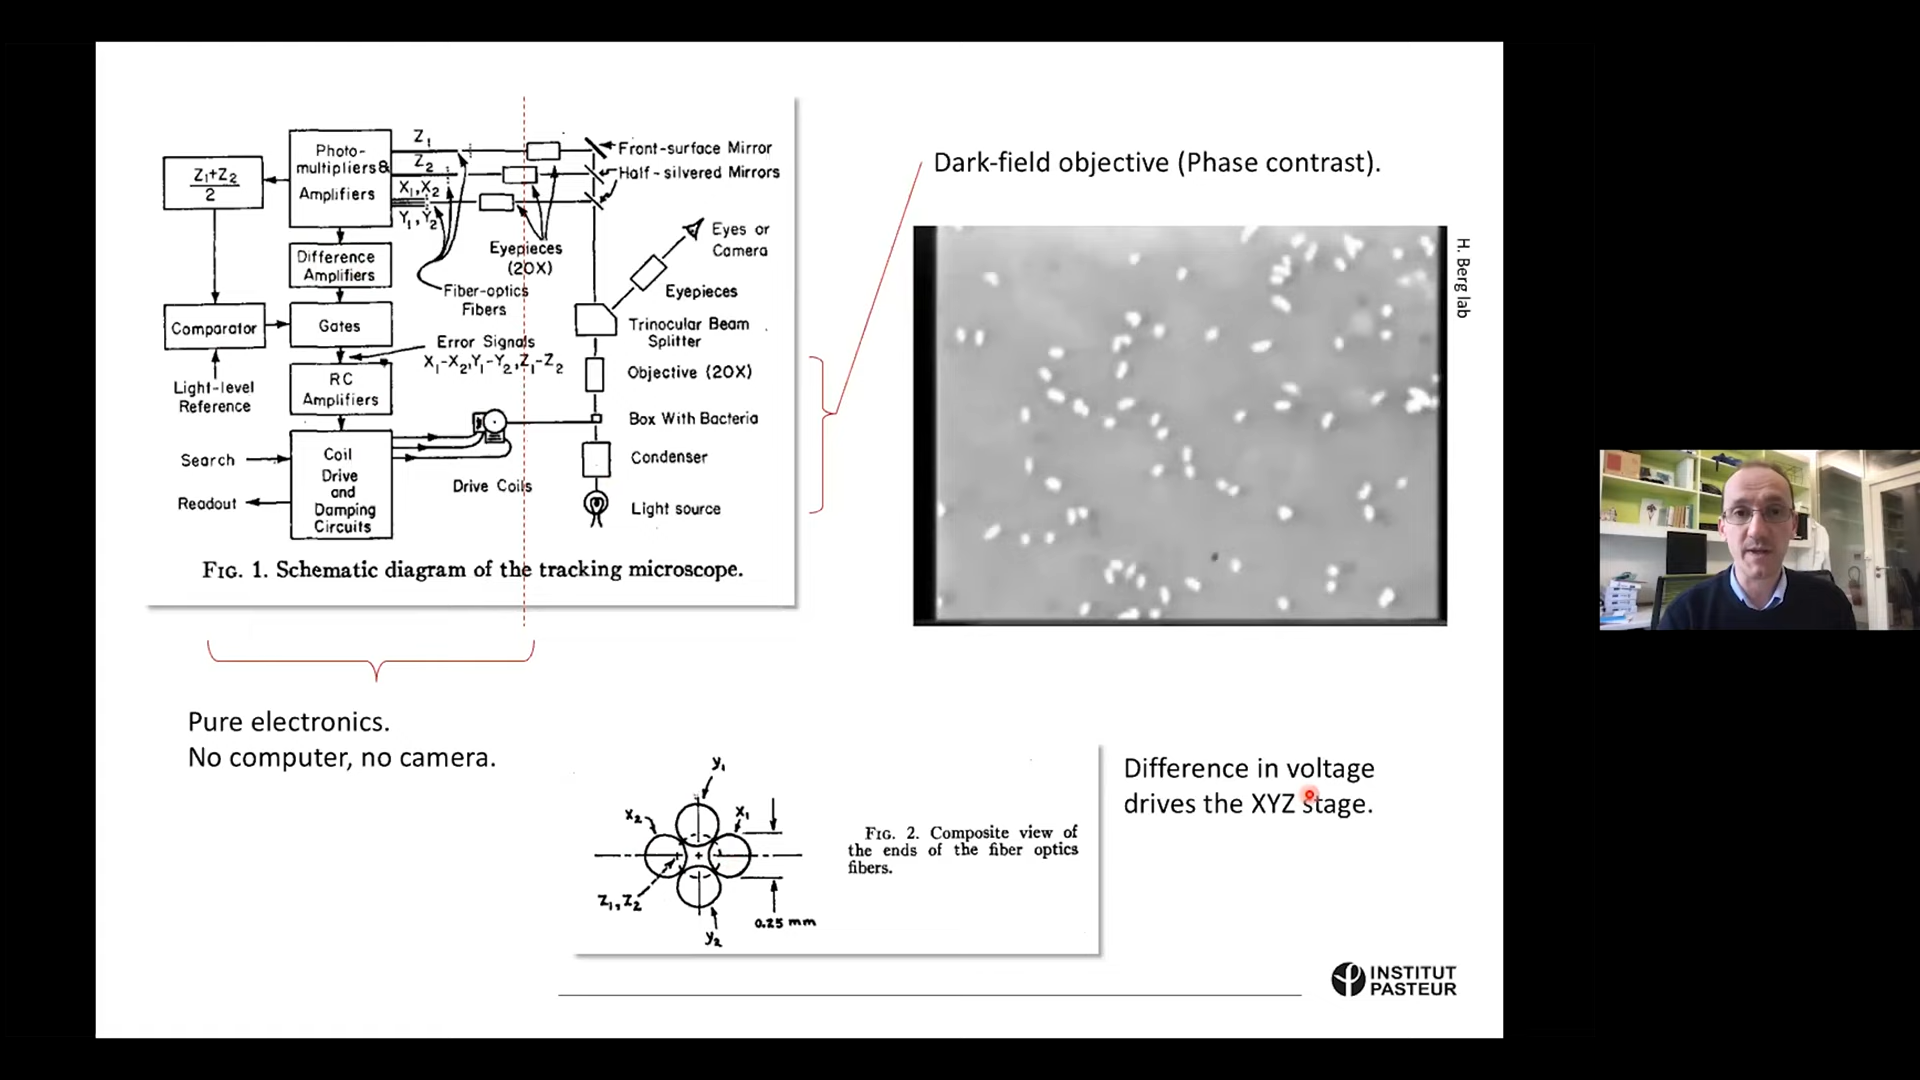 Z1
Z2
X1,X2
Y1,Y2
Photo-
multipliers&
Amplifiers
Z1+Z2
2
Front-surface Mirror
Half-silvered Mirrors
Eyepieces
(20X)
Eyes or
Camera
Eyepieces
Difference
Amplifiers
Fiber-optics
Fibers
Comparator
Gates
Trinocular Beam
Splitter
Error Signals
X1-X2,Y1-Y2,Z1-Z2
RC
Amplifiers
Objective (20X)
Light-level
Reference
Box With Bacteria
Search
Coil
Drive
and
Damping
Circuits
Condenser
Drive Coils
Readout
Light source
FIG. 1. Schematic diagram of the tracking microscope.
Dark-field objective (Phase contrast).
H. Berg lab
Pure electronics.
No computer, no camera.
y1
x2
x1
z1,z2
0.25 mm
y2
FIG. 2. Composite view of
the ends of the fiber optics
fibers.
Difference in voltage
drives the XYZ stage.
INSTITUT
PASTEUR